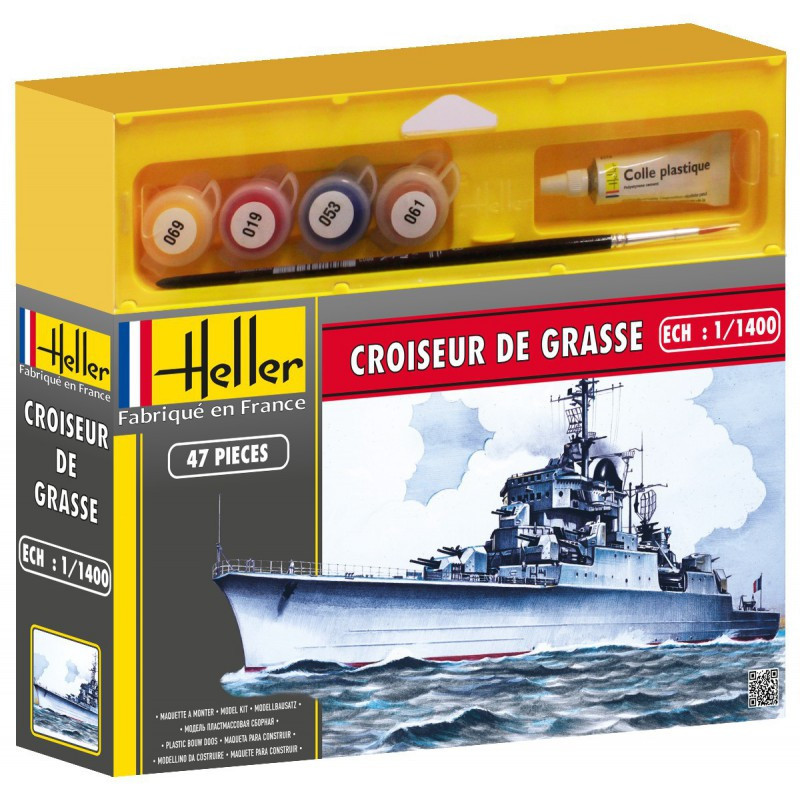 069
019
053
061
Heller
Colle plastique
Heller
Fabriqué en France
CROISEUR
DE
GRASSE
ECH : 1/1400
Heller
Fabriqué en France
47 PIECES
CROISEUR DE GRASSE
ECH : 1/1400
• MAQUETTE A MONTER • MODEL KIT • MODELLBAUSATZ •
• МОДЕЛЬ ПЛАСТМАССОВАЯ СБОРНАЯ •
• PLASTIC BOUW DOOS • MAQUETA PARA CONSTRUIR •
MODELLINO DA COSTRUIRE • MAQUETE PARA CONSTRUIR •